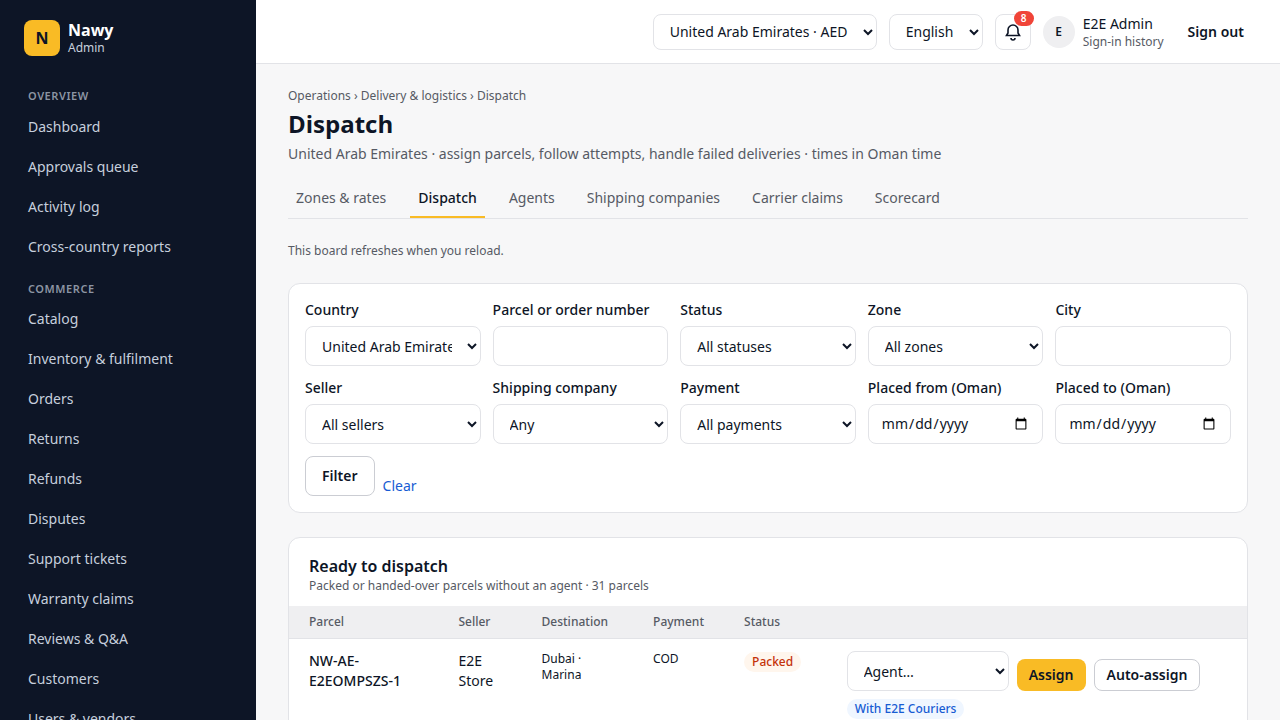 N
Nawy
Admin
OVERVIEW
Dashboard
Approvals queue
Activity log
Cross-country reports
COMMERCE
Catalog
Inventory & fulfilment
Orders
Returns
Refunds
Disputes
Support tickets
Warranty claims
Reviews & Q&A
Customers
Users & vendors
United Arab Emirates · AED
English
8
E
E2E Admin
Sign-in history
Sign out
Operations › Delivery & logistics › Dispatch
Dispatch
United Arab Emirates · assign parcels, follow attempts, handle failed deliveries · times in Oman time
Zones & rates Dispatch Agents Shipping companies Carrier claims Scorecard
This board refreshes when you reload.
Country Parcel or order number Status Zone City
United Arab Emirate All statuses All zones
Seller Shipping company Payment Placed from (Oman) Placed to (Oman)
All sellers Any All payments mm/dd/yyyy mm/dd/yyyy
Filter Clear
Ready to dispatch
Packed or handed-over parcels without an agent · 31 parcels
Parcel Seller Destination Payment Status
NW-AE-
E2EOMPSZS-1
E2E
Store
Dubai ·
Marina
COD
Packed
Agent...
Assign
Auto-assign
With E2E Couriers